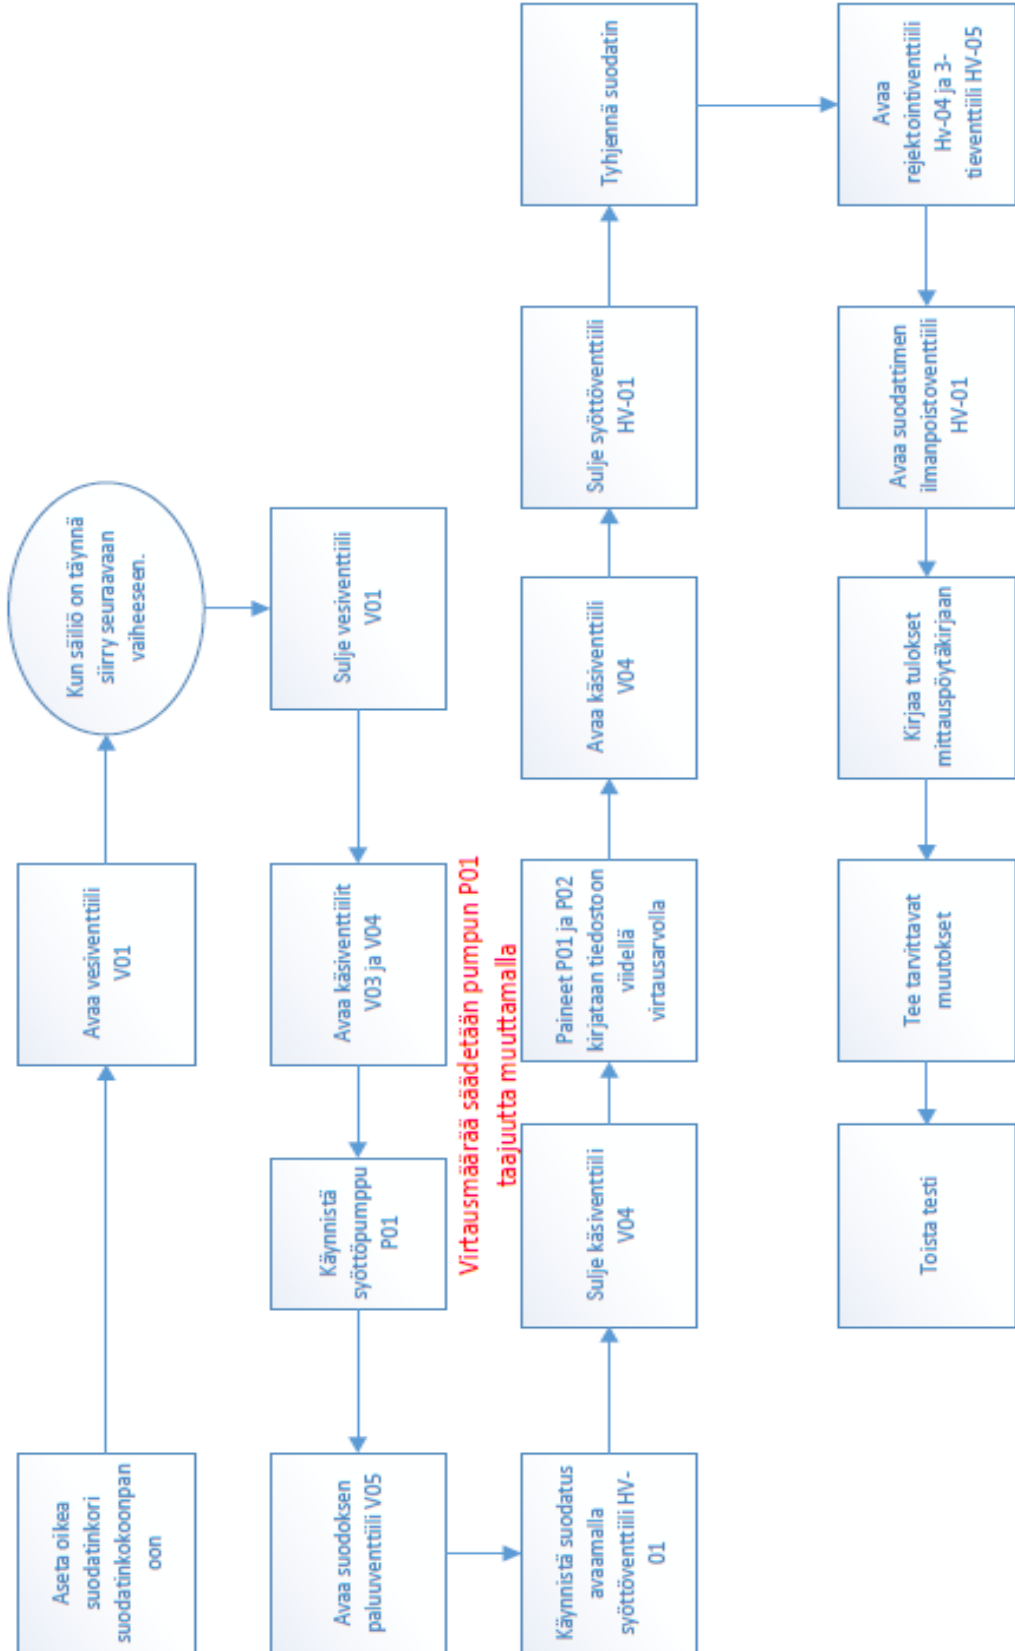 Aseta oikea
suodatinkori
suodatinkokoonpan
oon
Avaa vesiventtiili
V01
Kun säiliö on täynnä
siirry seuraavaan
vaiheeseen.
Sulje vesiventtiili
V01
Avaa käsiventtiilit
V03 ja V04
Käynnistä
syöttöpumppu
P01
Avaa suodoksen
paluuventtiili V05
Virtausmäärää säädetään pumpun P01
taajuutta muuttamalla
Käynnistä suodatus
avaamalla
syöttöventtiili HV-
01
Sulje käsiventtiili
V04
Paineet P01 ja P02
kirjataan tiedostoon
viidellä
virtausarvolla
Avaa käsiventtiili
V04
Sulje syöttöventtiili
HV-01
Tyhjennä suodatin
Avaa
rejektointiventtiili
Hv-04 ja 3-
tieventtiili HV-05
Avaa suodattimen
ilmanpoistoventtiili
HV-01
Kirjaa tulokset
mittauspöytäkirjaan
Tee tarvittavat
muutokset
Toista testi